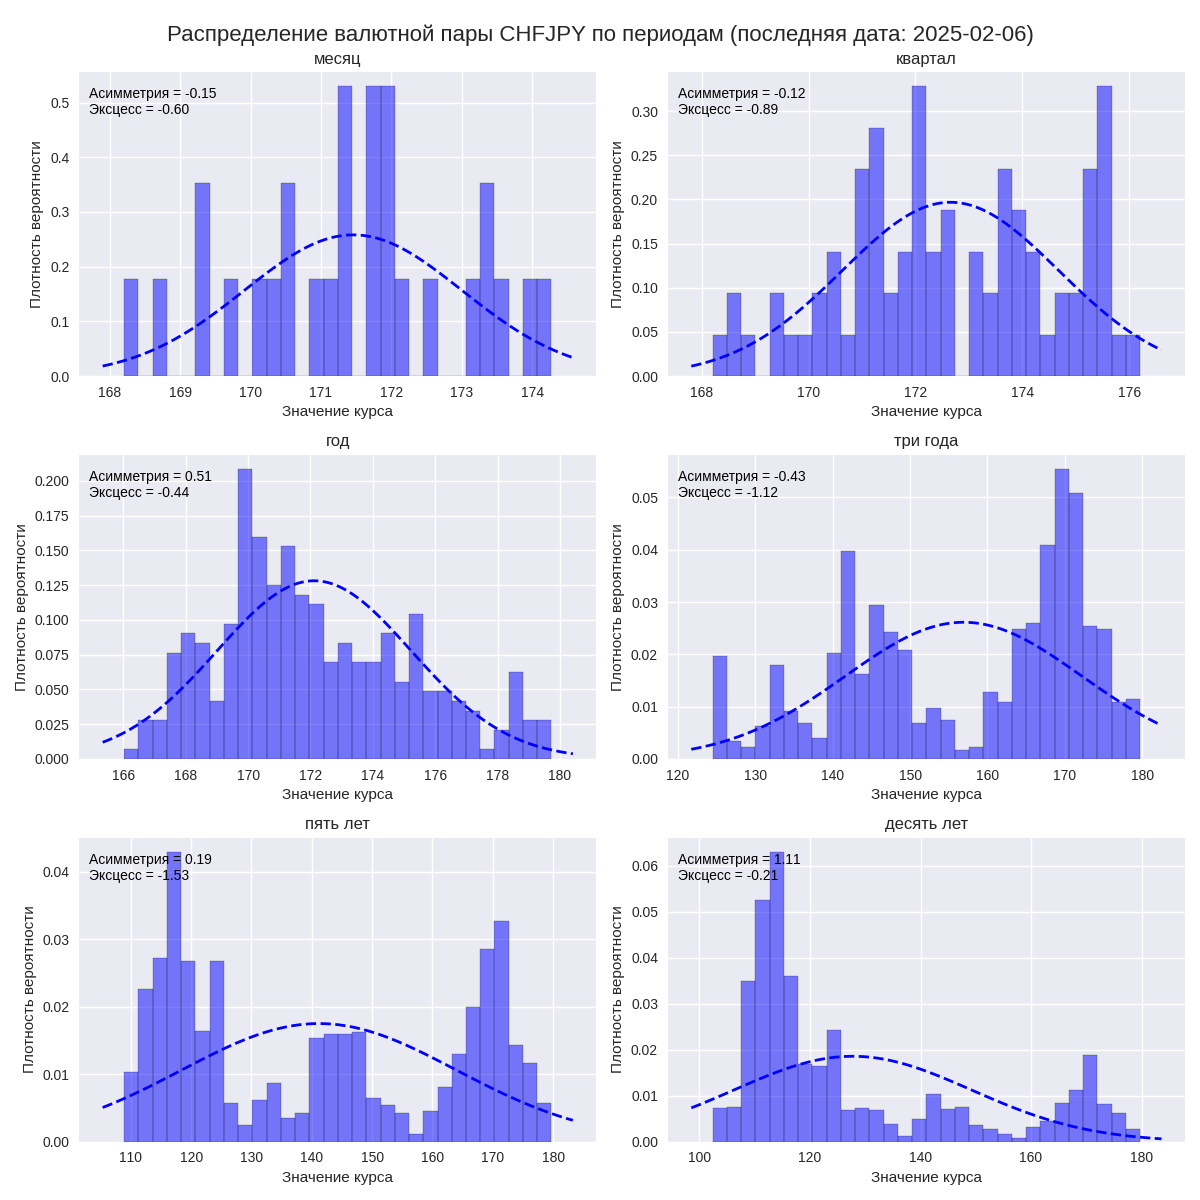 Распределение валютной пары CHFJPY по периодам (последняя дата: 2025-02-06)
месяц
Асимметрия = -0.15
Эксцесс = -0.60
Плотность вероятности
0.5
0.4
0.3
0.2
0.1
0.0
168 169 170 171 172 173 174
Значение курса
квартал
Асимметрия = -0.12
Эксцесс = -0.89
Плотность вероятности
0.30
0.25
0.20
0.15
0.10
0.05
0.00
168 170 172 174 176
Значение курса
год
Асимметрия = 0.51
Эксцесс = -0.44
Плотность вероятности
0.200
0.175
0.150
0.125
0.100
0.075
0.050
0.025
0.000
166 168 170 172 174 176 178 180
Значение курса
три года
Асимметрия = -0.43
Эксцесс = -1.12
Плотность вероятности
0.05
0.04
0.03
0.02
0.01
0.00
120 130 140 150 160 170 180
Значение курса
пять лет
Асимметрия = 0.19
Эксцесс = -1.53
Плотность вероятности
0.04
0.03
0.02
0.01
0.00
110 120 130 140 150 160 170 180
Значение курса
десять лет
Асимметрия = 1.11
Эксцесс = -0.21
Плотность вероятности
0.06
0.05
0.04
0.03
0.02
0.01
0.00
100 120 140 160 180
Значение курса